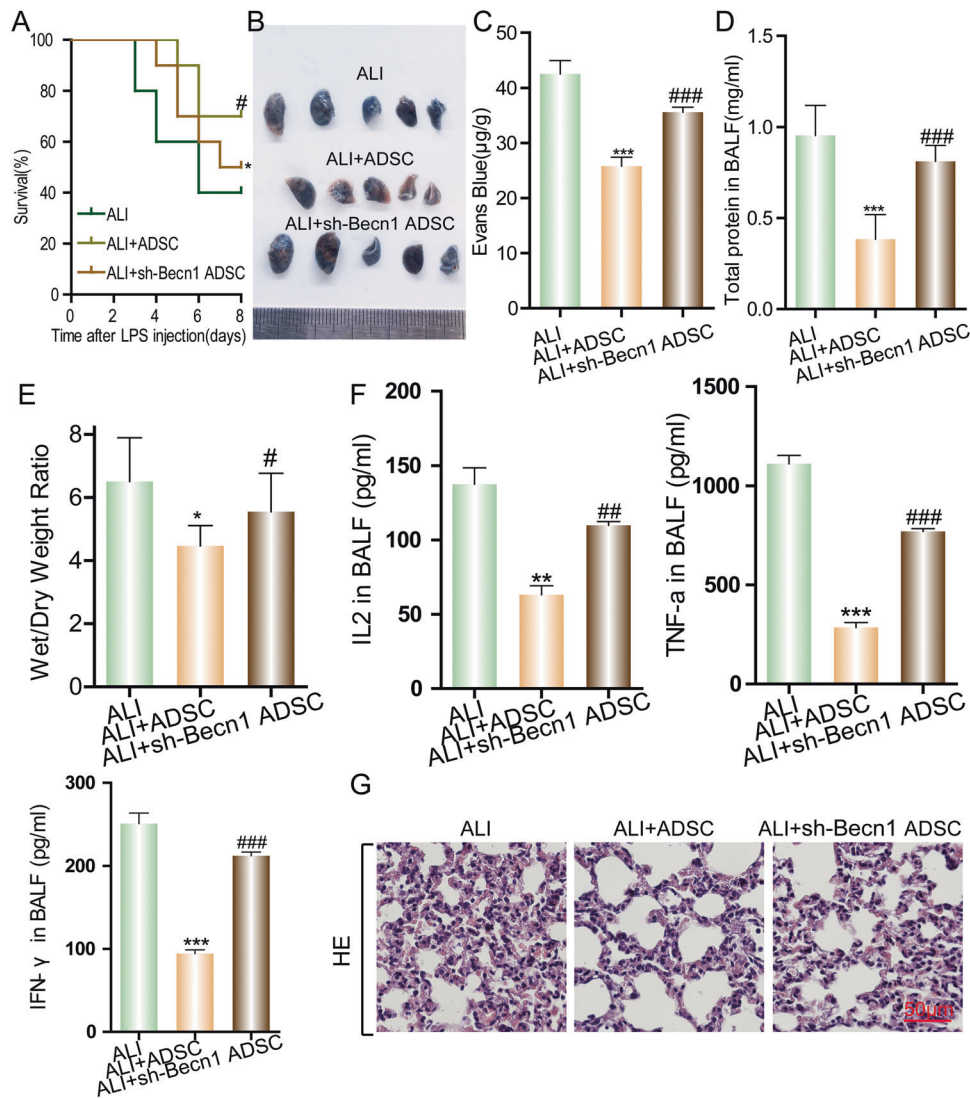 A
Survival(%)
100
80
60
40
20
0
0 2 4 6 8
Time after LPS injection(days)
#
*
ALI
ALI+ADSC
ALI+sh-Becn1 ADSC
B
ALI
ALI+ADSC
ALI+sh-Becn1 ADSC
C
Evans Blue(µg/g)
50
40
30
20
10
0
***
###
ALI
ALI+ADSC
ALI+sh-Becn1 ADSC
D
Total protein in BALF(mg/ml)
1.5
1.0
0.5
0.0
***
###
ALI
ALI+ADSC
ALI+sh-Becn1 ADSC
E
Wet/Dry Weight Ratio
8
6
4
2
0
*
#
ALI
ALI+ADSC
ALI+sh-Becn1 ADSC
F
IL2 in BALF (pg/ml)
200
150
100
50
0
**
##
ALI
ALI+ADSC
ALI+sh-Becn1 ADSC
TNF-a in BALF (pg/ml)
1500
1000
500
0
***
###
ALI
ALI+ADSC
ALI+sh-Becn1 ADSC
IFN- γ in BALF (pg/ml)
300
200
100
0
***
###
ALI
ALI+ADSC
ALI+sh-Becn1 ADSC
G
ALI
ALI+ADSC
ALI+sh-Becn1 ADSC
HE
50µm